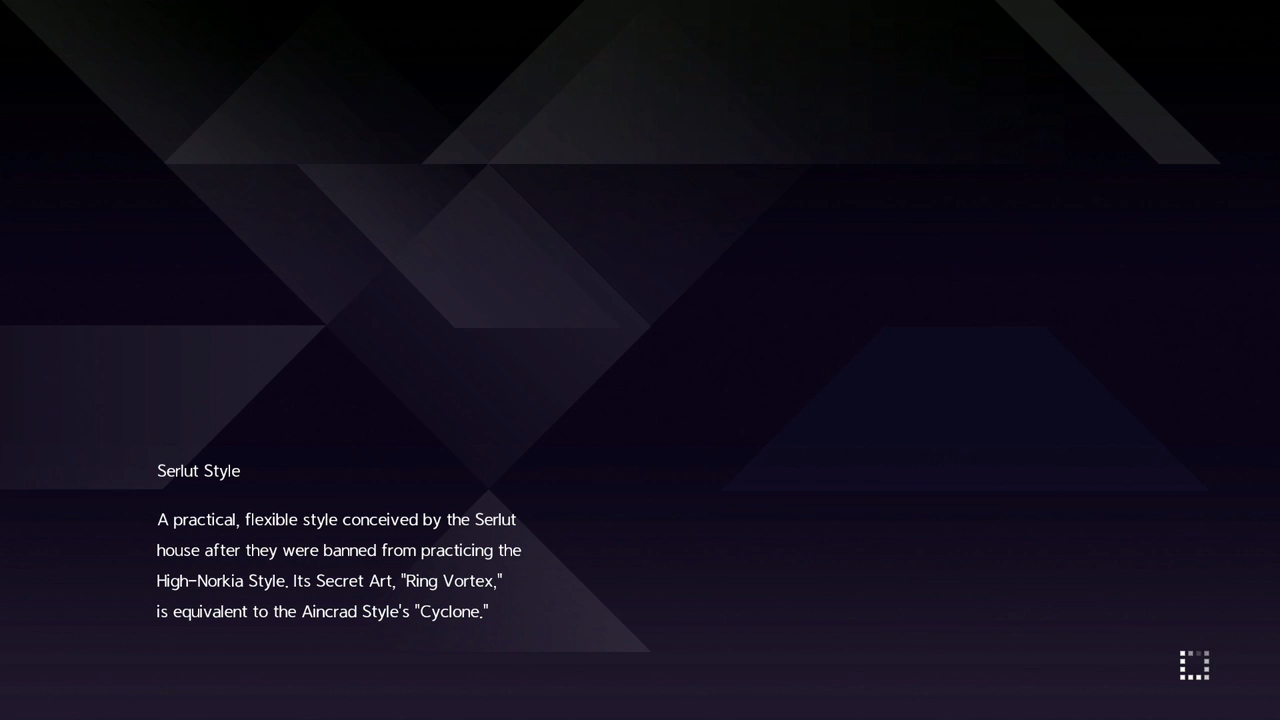 Serlut Style
A practical, flexible style conceived by the Serlut
house after they were banned from practicing the
High-Norkia Style. Its Secret Art, "Ring Vortex,"
is equivalent to the Aincrad Style's "Cyclone."